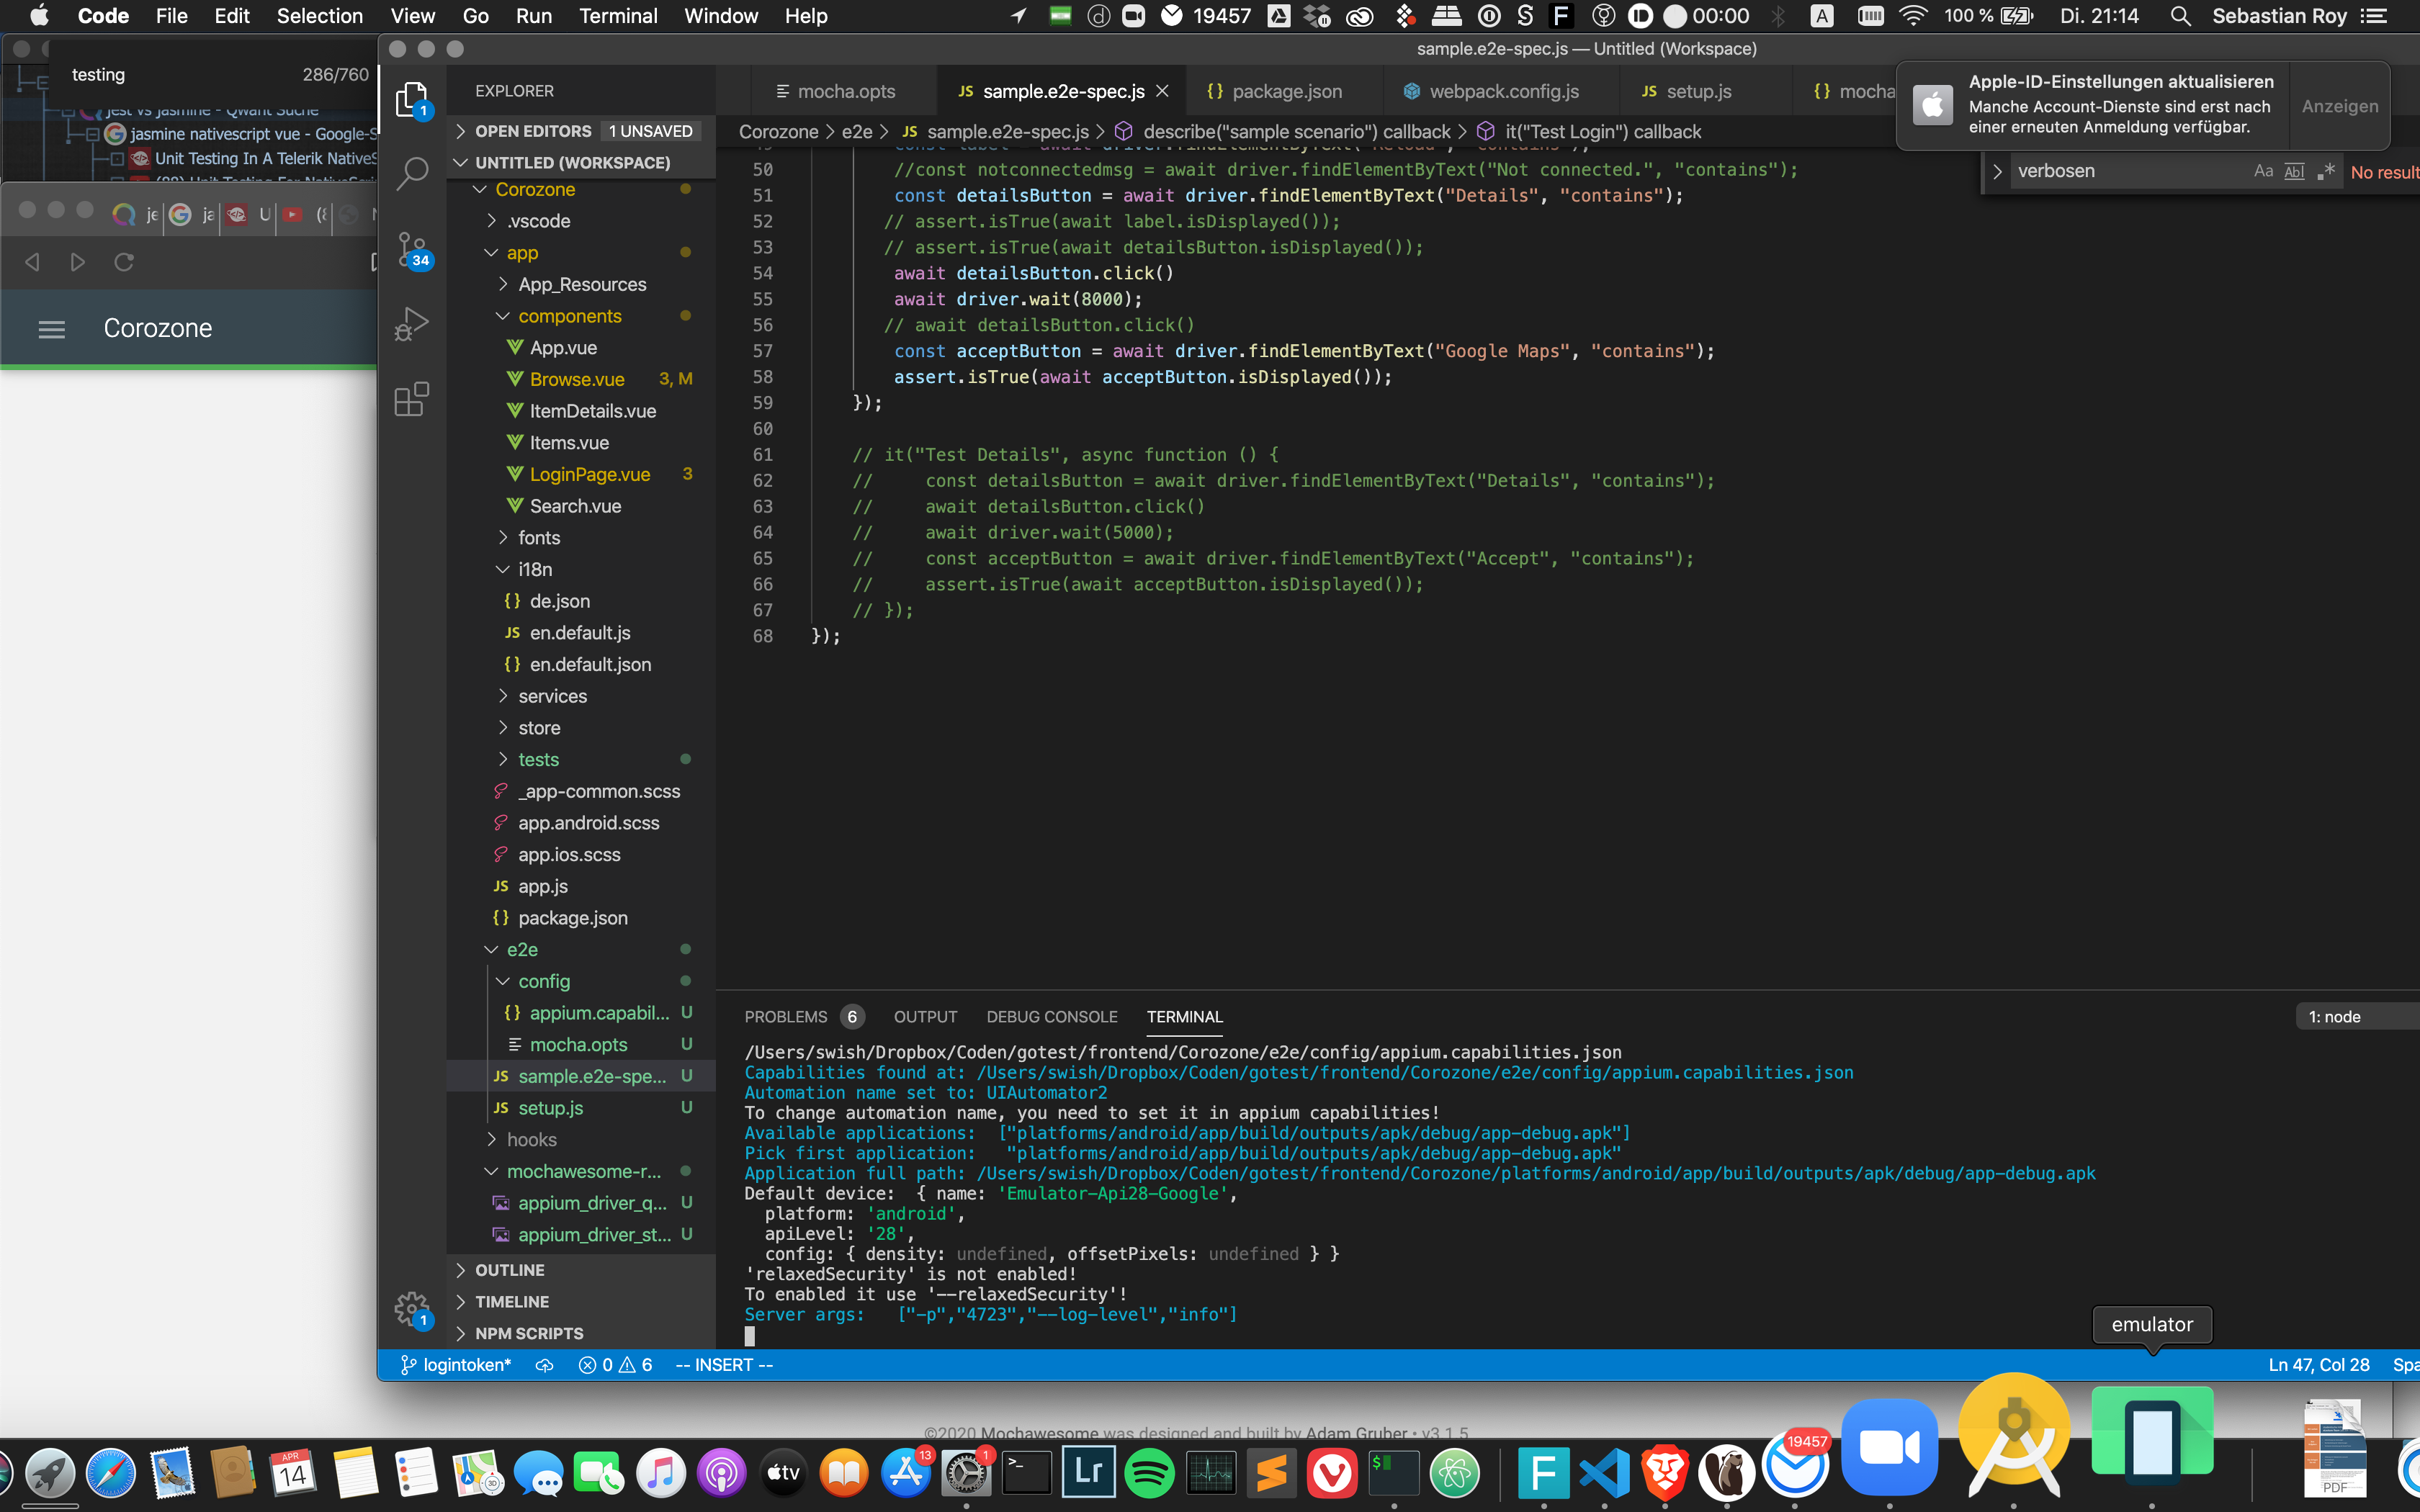 Code File Edit Selection View Go Run Terminal Window Help 19457 00:00 100 % Di. 21:14 Sebastian Roy
sample.e2e-spec.js — Untitled (Workspace)
testing 286/760
jest vs jasmine - Qwant Suche
jasmine nativescript vue - Google-S
Unit Testing In A Telerik NativeS
Corozone
EXPLORER
OPEN EDITORS 1 UNSAVED
UNTITLED (WORKSPACE)
Corozone
.vscode
app
App_Resources
components
App.vue
Browse.vue 3, M
ItemDetails.vue
Items.vue
LoginPage.vue 3
Search.vue
fonts
i18n
de.json
en.default.js
en.default.json
services
store
tests
_app-common.scss
app.android.scss
app.ios.scss
app.js
package.json
e2e
config
appium.capabil... U
mocha.opts U
sample.e2e-spe... U
setup.js U
hooks
mochawesome-r...
appium_driver_q... U
appium_driver_st... U
OUTLINE
TIMELINE
NPM SCRIPTS
1
34
1
mocha.opts JS sample.e2e-spec.js {} package.json webpack.config.js JS setup.js {} mocha
Corozone > e2e > JS sample.e2e-spec.js > describe("sample scenario") callback > it("Test Login") callback
Apple-ID-Einstellungen aktualisieren
Manche Account-Dienste sind erst nach
einer erneuten Anmeldung verfügbar.
Anzeigen
verbosen Aa Abl .* No result
50 //const notconnectedmsg = await driver.findElementByText("Not connected.", "contains");
51 const detailsButton = await driver.findElementByText("Details", "contains");
52 // assert.isTrue(await label.isDisplayed());
53 // assert.isTrue(await detailsButton.isDisplayed());
54 await detailsButton.click()
55 await driver.wait(8000);
56 // await detailsButton.click()
57 const acceptButton = await driver.findElementByText("Google Maps", "contains");
58 assert.isTrue(await acceptButton.isDisplayed());
59 });
60
61 // it("Test Details", async function () {
62 // const detailsButton = await driver.findElementByText("Details", "contains");
63 // await detailsButton.click()
64 // await driver.wait(5000);
65 // const acceptButton = await driver.findElementByText("Accept", "contains");
66 // assert.isTrue(await acceptButton.isDisplayed());
67 // });
68 });
PROBLEMS 6 OUTPUT DEBUG CONSOLE TERMINAL 1: node
/Users/swish/Dropbox/Coden/gotest/frontend/Corozone/e2e/config/appium.capabilities.json
Capabilities found at: /Users/swish/Dropbox/Coden/gotest/frontend/Corozone/e2e/config/appium.capabilities.json
Automation name set to: UIAutomator2
To change automation name, you need to set it in appium capabilities!
Available applications: ["platforms/android/app/build/outputs/apk/debug/app-debug.apk"]
Pick first application: "platforms/android/app/build/outputs/apk/debug/app-debug.apk"
Application full path: /Users/swish/Dropbox/Coden/gotest/frontend/Corozone/platforms/android/app/build/outputs/apk/debug/app-debug.apk
Default device: { name: 'Emulator-Api28-Google',
platform: 'android',
apiLevel: '28',
config: { density: undefined, offsetPixels: undefined } }
'relaxedSecurity' is not enabled!
To enabled it use '--relaxedSecurity'!
Server args: ["-p","4723","--log-level","info"]
emulator
logintoken* 0 6 -- INSERT -- Ln 47, Col 28 Spa
©2020 Mochawesome was designed and built by Adam Gruber • v3.1.5
APR 14 tv 13 1 Lr F 19457 PDF